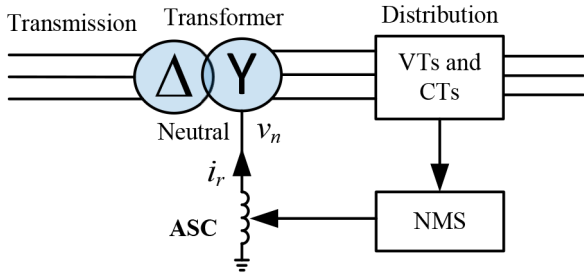 Transmission
Transformer
Distribution
Δ
Y
VTs and
CTs
Neutral
vn
ir
ASC
NMS